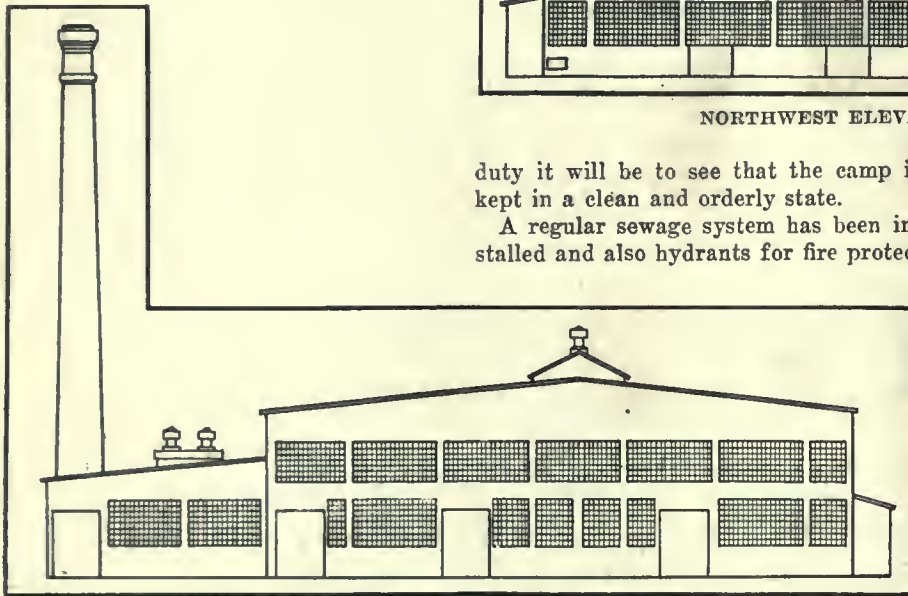 NORTHWEST ELEV
duty it will be to see that the camp i
kept in a clean and orderly state.
A regular sewage system has been in
stalled and also hydrants for fire protec